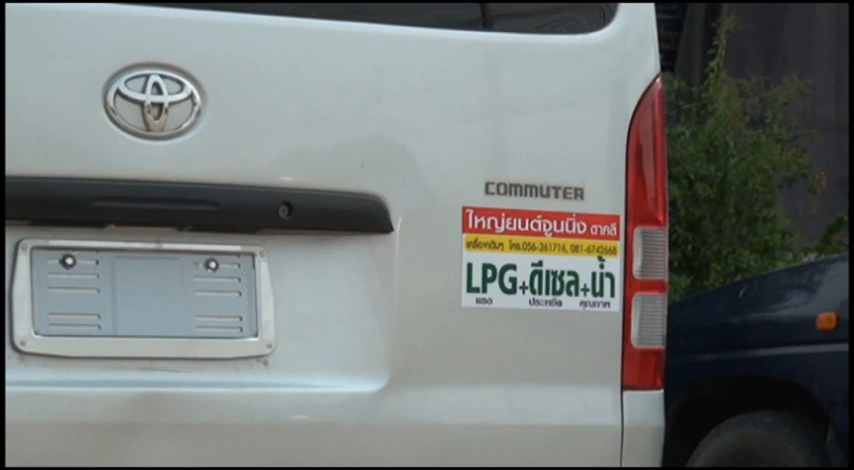 COMMUTER
ใหญ่ยนต์จูนนิ่ง ตาคลี
โทร.056-261716, 081-6742668
LPG+ดีเซล+น้ำ
แรง ประหยัด คุณภาพ